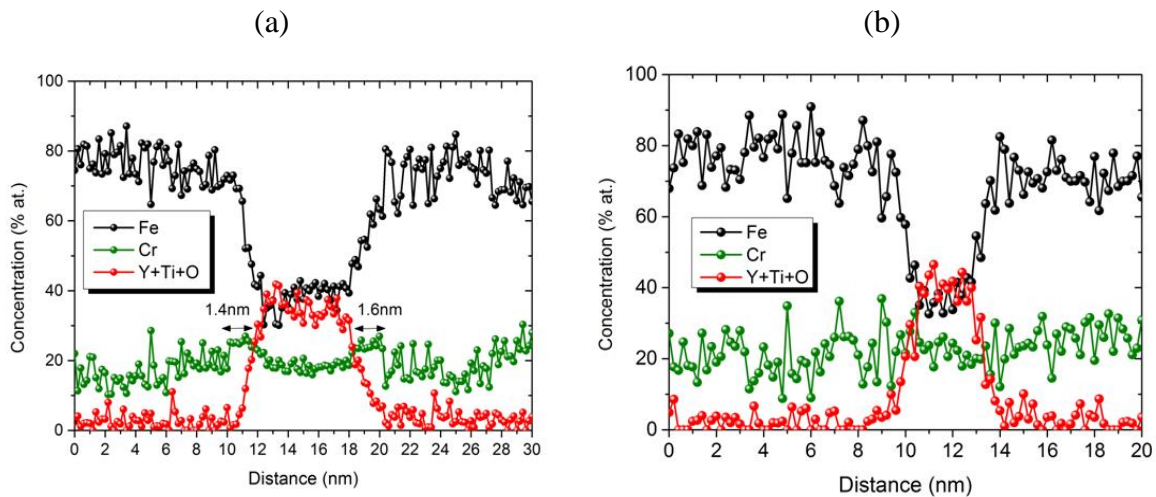 (a)
(b)
100
80
60
40
20
0
Concentration (% at.)
Fe
Cr
Y+Ti+O
1.4nm
1.6nm
0 2 4 6 8 10 12 14 16 18 20 22 24 26 28 30
Distance (nm)
100
80
60
40
20
0
Concentration (% at.)
Fe
Cr
Y+Ti+O
0 2 4 6 8 10 12 14 16 18 20
Distance (nm)